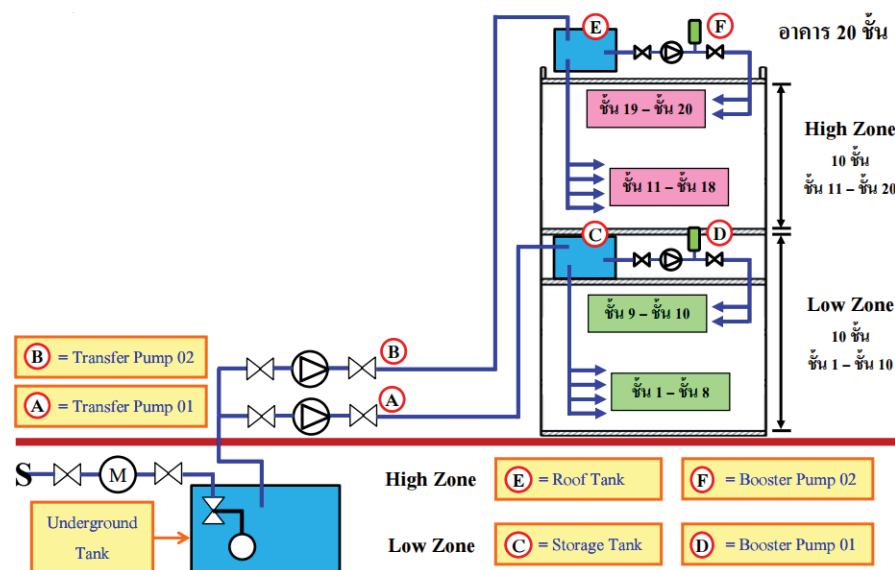 E
F
อาคาร 20 ชั้น
ชั้น 19 – ชั้น 20
High Zone
10 ชั้น
ชั้น 11 – ชั้น 20
ชั้น 11 – ชั้น 18
C
D
ชั้น 9 – ชั้น 10
Low Zone
10 ชั้น
ชั้น 1 – ชั้น 10
ชั้น 1 – ชั้น 8
B = Transfer Pump 02
B
A = Transfer Pump 01
A
S
M
High Zone
E = Roof Tank
F = Booster Pump 02
Underground
Tank
Low Zone
C = Storage Tank
D = Booster Pump 01